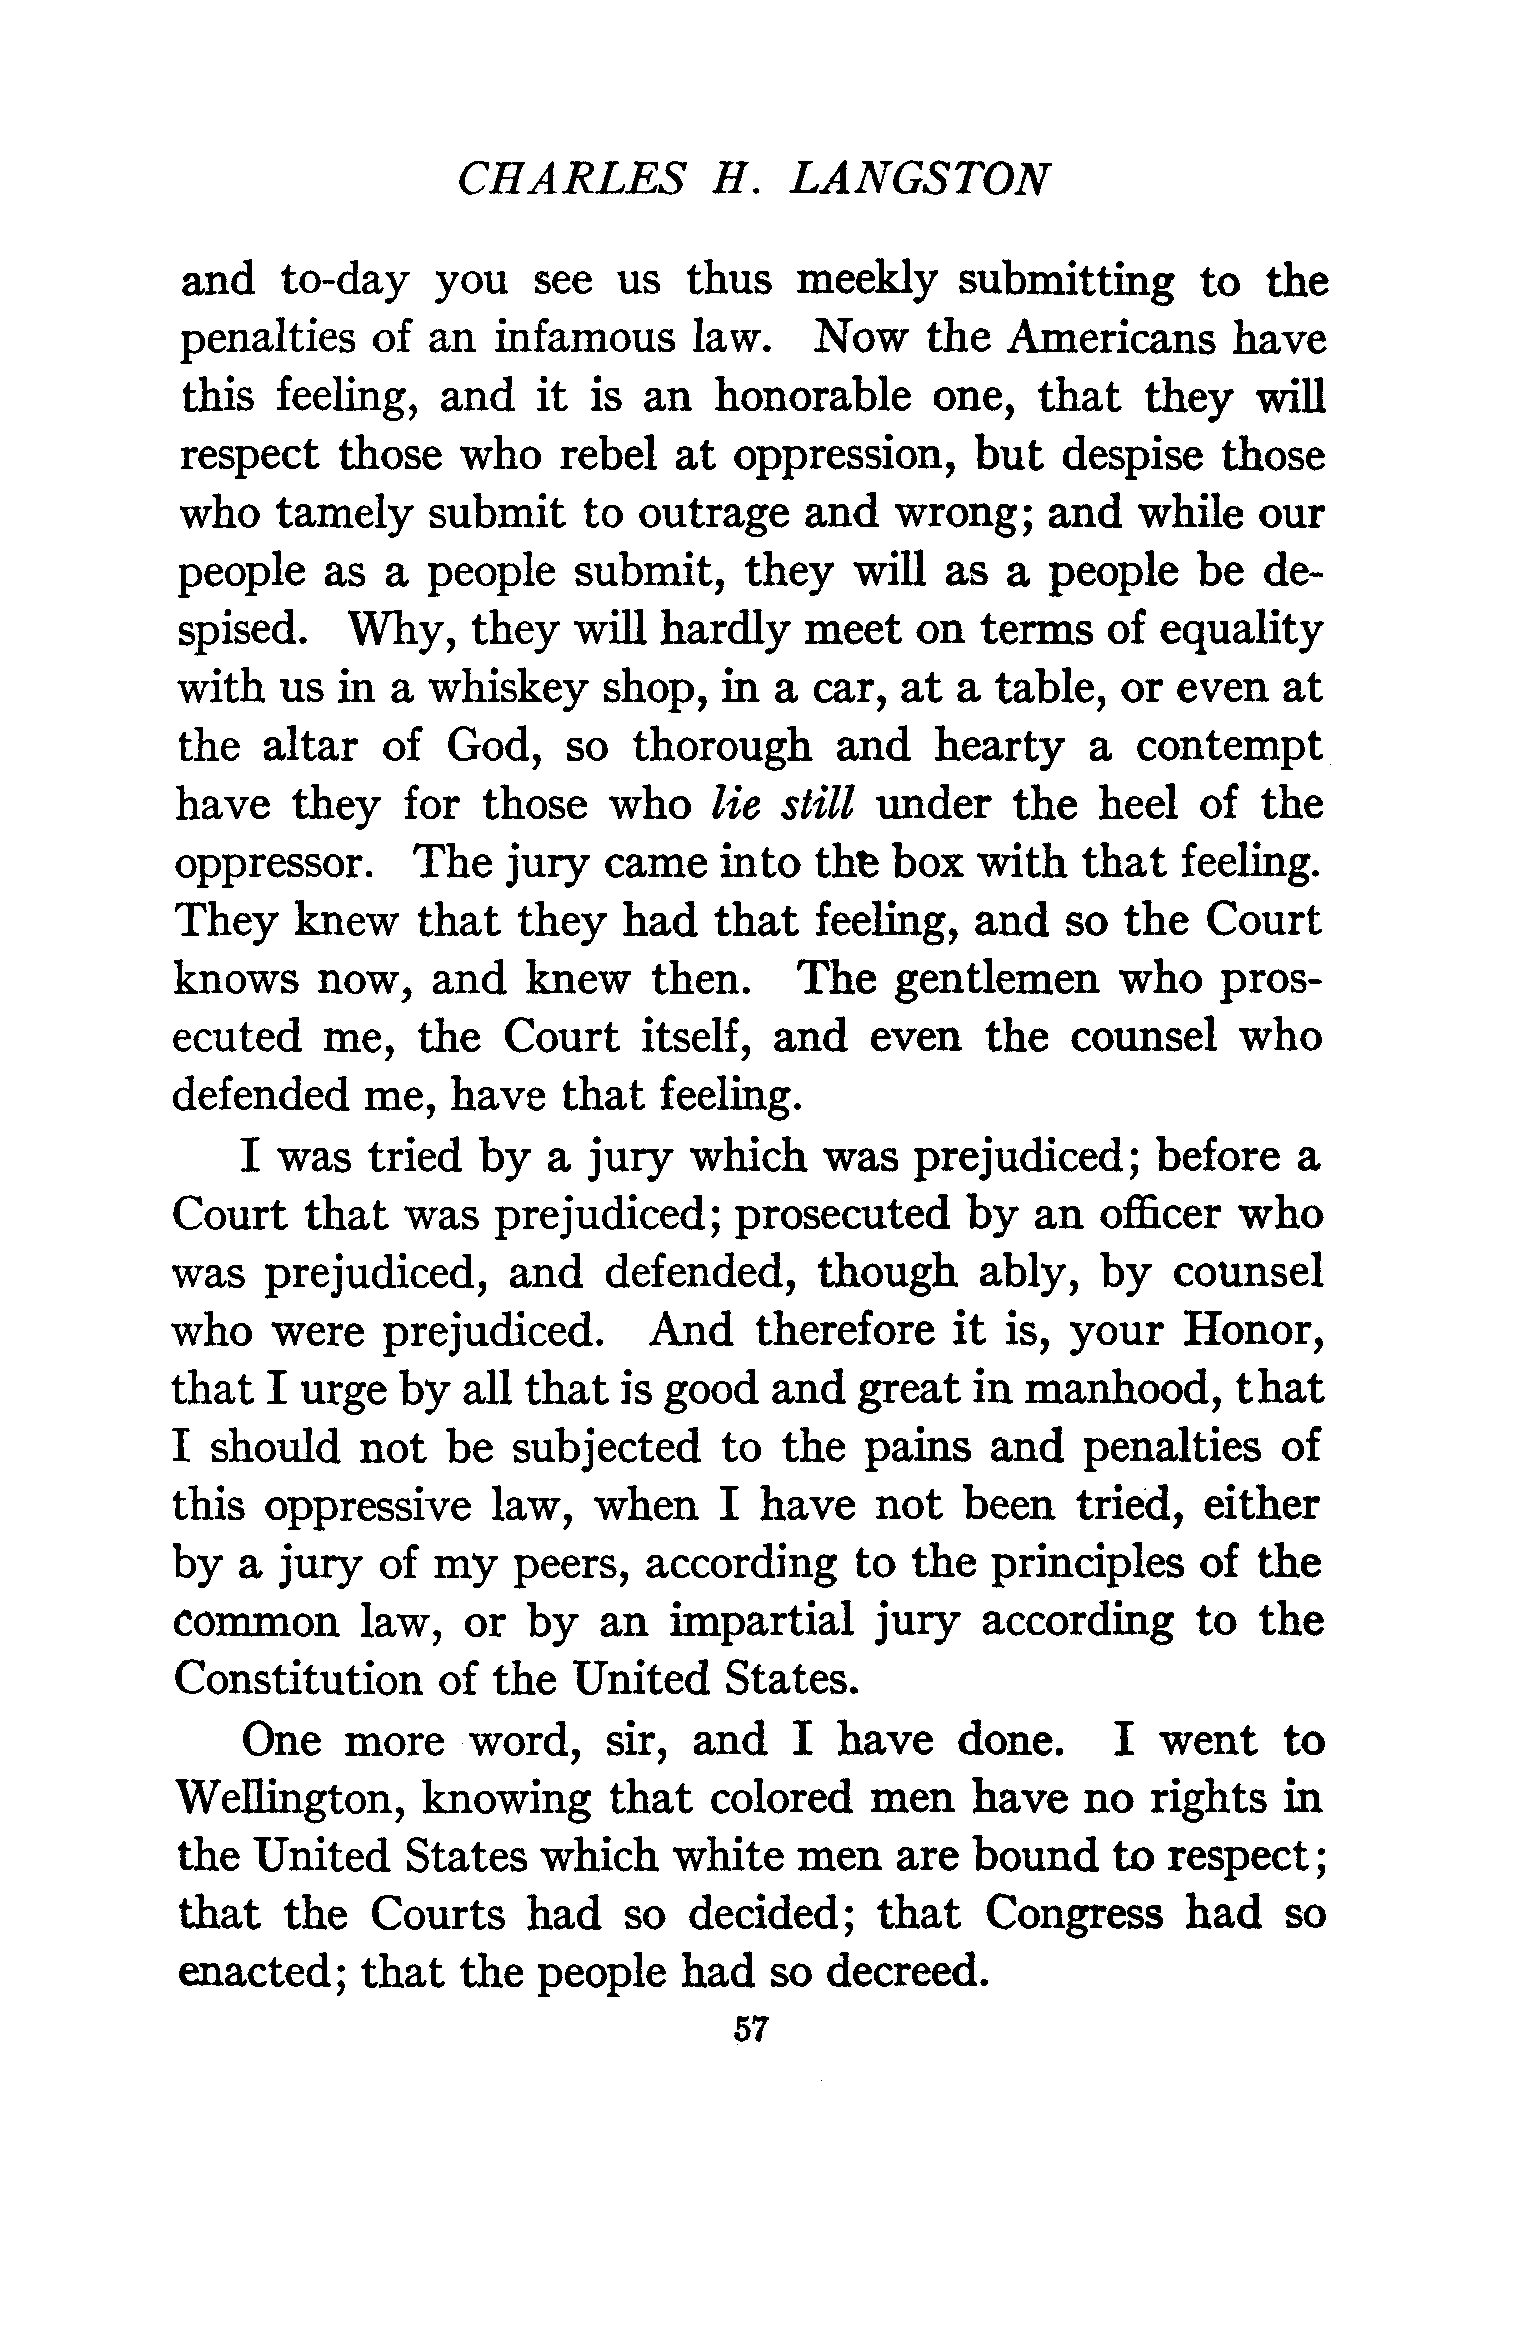 CHARLES H. LANGSTON
and to-day you see us thus meekly submitting to the
penalties of an infamous law. Now the Americans have
this feeling, and it is an honorable one, that they will
respect those who rebel at oppression, but despise those
who tamely submit to outrage and wrong; and while our
people as a people submit, they will as a people be de-
spised. Why, they will hardly meet on terms of equality
with us in a whiskey shop, in a car, at a table, or even at
the altar of God, so thorough and hearty a contempt
have they for those who lie still under the heel of the
oppressor. The jury came into the box with that feeling.
They knew that they had that feeling, and so the Court
knows now, and knew then. The gentlemen who pros-
ecuted me, the Court itself, and even the counsel who
defended me, have that feeling.
I was tried by a jury which was prejudiced; before a
Court that was prejudiced; prosecuted by an officer who
was prejudiced, and defended, though ably, by counsel
who were prejudiced. And therefore it is, your Honor,
that I urge by all that is good and great in manhood, that
I should not be subjected to the pains and penalties of
this oppressive law, when I have not been tried, either
by a jury of my peers, according to the principles of the
common law, or by an impartial jury according to the
Constitution of the United States.
One more word, sir, and I have done. I went to
Wellington, knowing that colored men have no rights in
the United States which white men are bound to respect;
that the Courts had so decided; that Congress had so
enacted; that the people had so decreed.
57